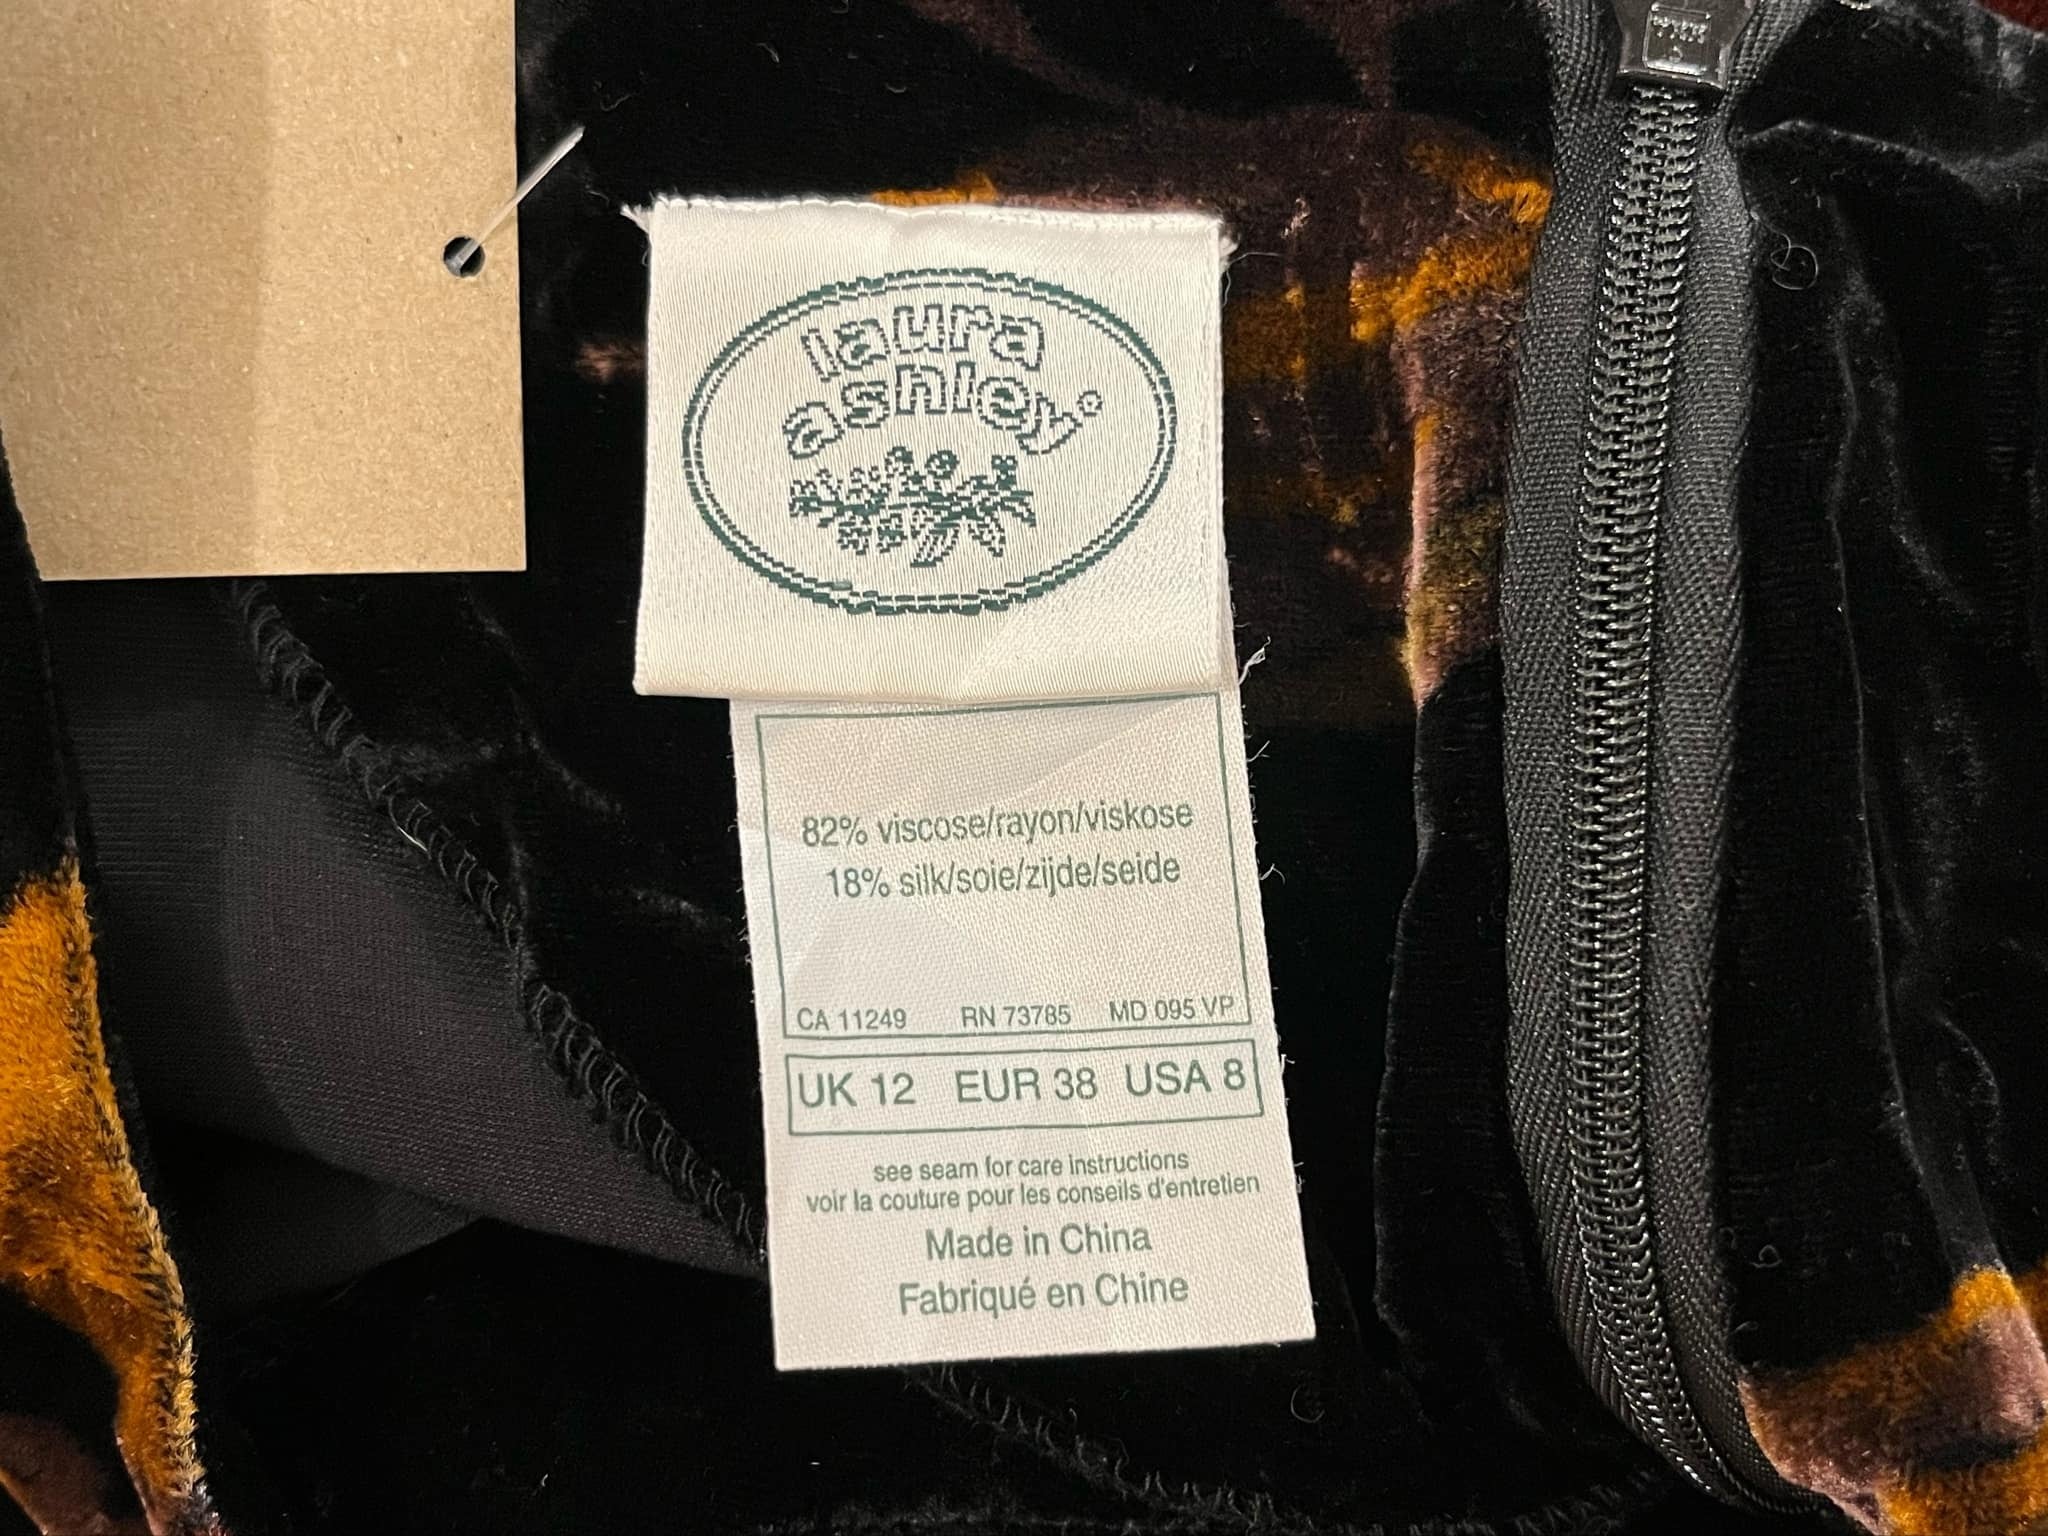 laura
ashley®
82% viscose/rayon/viskose
18% silk/soie/zijde/seide
CA 11249 RN 73785 MD 095 VP
UK 12 EUR 38 USA 8
see seam for care instructions
voir la couture pour les conseils d'entretien
Made in China
Fabriqué en Chine